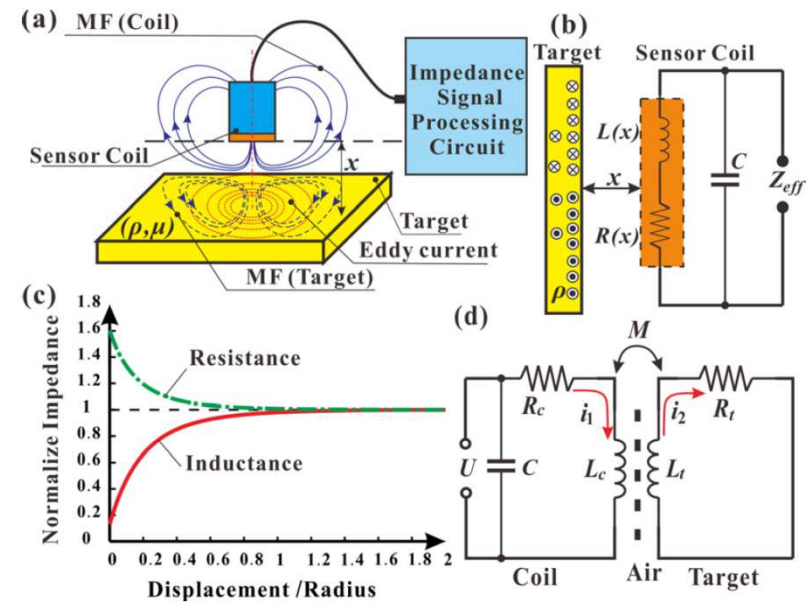 (a)
MF (Coil)
Impedance
Signal
Processing
Circuit
Sensor Coil
x
(ρ,μ)
Target
Eddy current
MF (Target)
(b)
Target
Sensor Coil
L(x)
C
x
Z_eff
R(x)
ρ
(c)
Normalize Impedance
1.8
1.6
1.4
1.2
1
0.8
0.6
0.4
0.2
0
Resistance
Inductance
0 0.2 0.4 0.6 0.8 1 1.2 1.4 1.6 1.8 2
Displacement /Radius
(d)
M
R_c
i_1
i_2
R_t
U
C
L_c
L_t
Coil
Air
Target